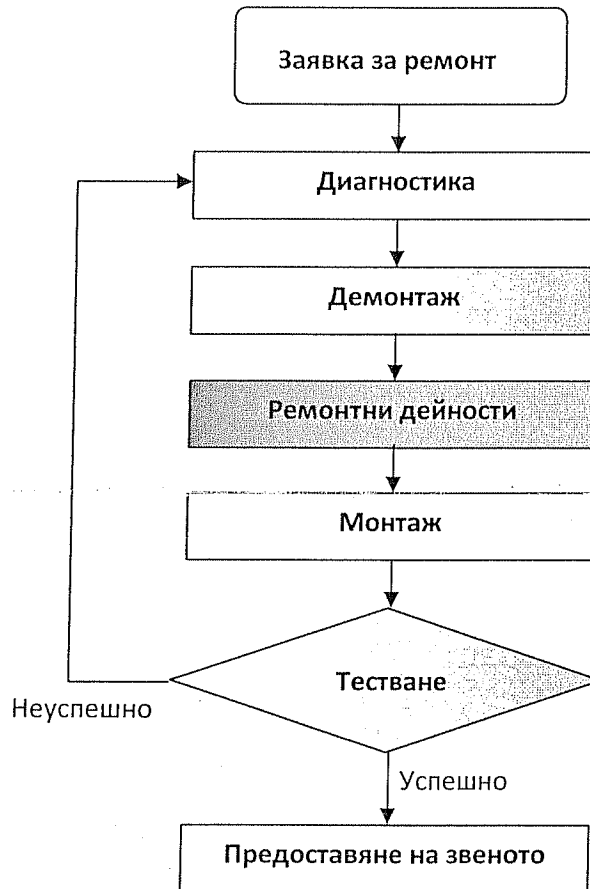 Заявка за ремонт
Диагностика
Демонтаж
Ремонтни дейности
Монтаж
Тестване
Неуспешно
Успешно
Предоставяне на звеното